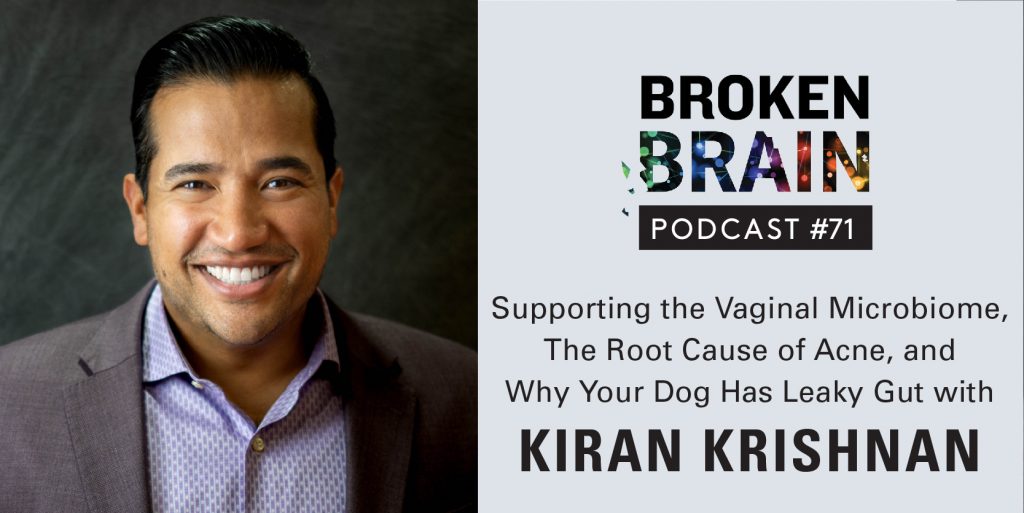 BROKEN
BRAIN
PODCAST #71
Supporting the Vaginal Microbiome,
The Root Cause of Acne, and
Why Your Dog Has Leaky Gut with
KIRAN KRISHNAN